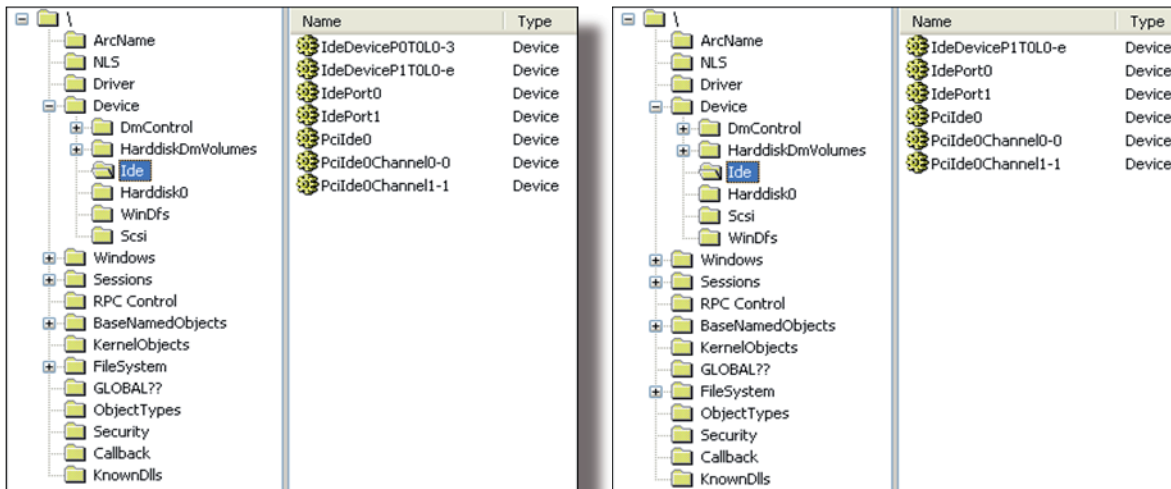 \
ArcName
NLS
Driver
Device
DmControl
HarddiskDmVolumes
Ide
Harddisk0
WinDfs
Scsi
Windows
Sessions
RPC Control
BaseNamedObjects
KernelObjects
FileSystem
GLOBAL??
ObjectTypes
Security
Callback
KnownDlls
Name Type
IdeDeviceP0T0L0-3 Device
IdeDeviceP1T0L0-e Device
IdePort0 Device
IdePort1 Device
PciIde0 Device
PciIde0Channel0-0 Device
PciIde0Channel1-1 Device
\
ArcName
NLS
Driver
Device
DmControl
HarddiskDmVolumes
Ide
Harddisk0
Scsi
WinDfs
Windows
Sessions
RPC Control
BaseNamedObjects
KernelObjects
GLOBAL??
FileSystem
ObjectTypes
Security
Callback
KnownDlls
Name Type
IdeDeviceP1T0L0-e Device
IdePort0 Device
IdePort1 Device
PciIde0 Device
PciIde0Channel0-0 Device
PciIde0Channel1-1 Device